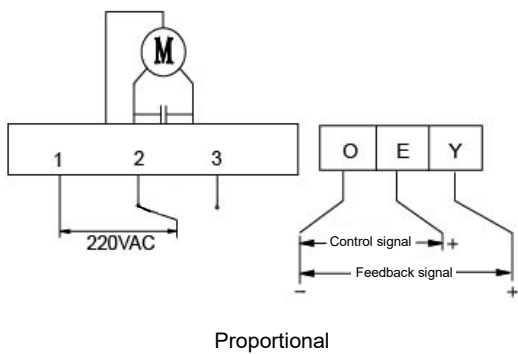 M
1 2 3
O E Y
220VAC
Control signal +
Feedback signal
- +
Proportional